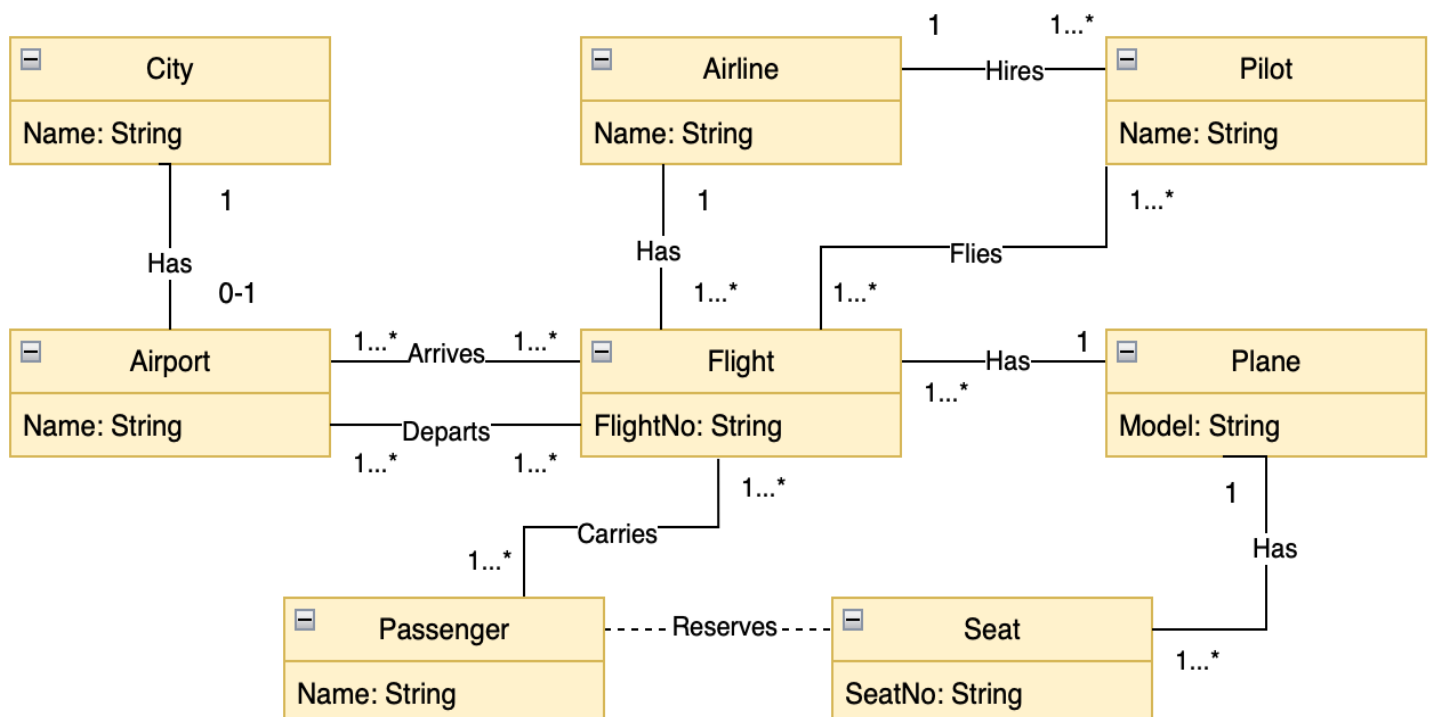 1 1...*
City Airline Hires Pilot
Name: String Name: String Name: String
1 1 1...*
Has Has Flies
0-1 1...* 1...*
1...* Arrives 1...* 1
Airport Flight Has Plane
1...*
Name: String Departs FlightNo: String Model: String
1...* 1...*
1...* 1
Carries Has
1...*
Passenger Reserves Seat
1...*
Name: String SeatNo: String